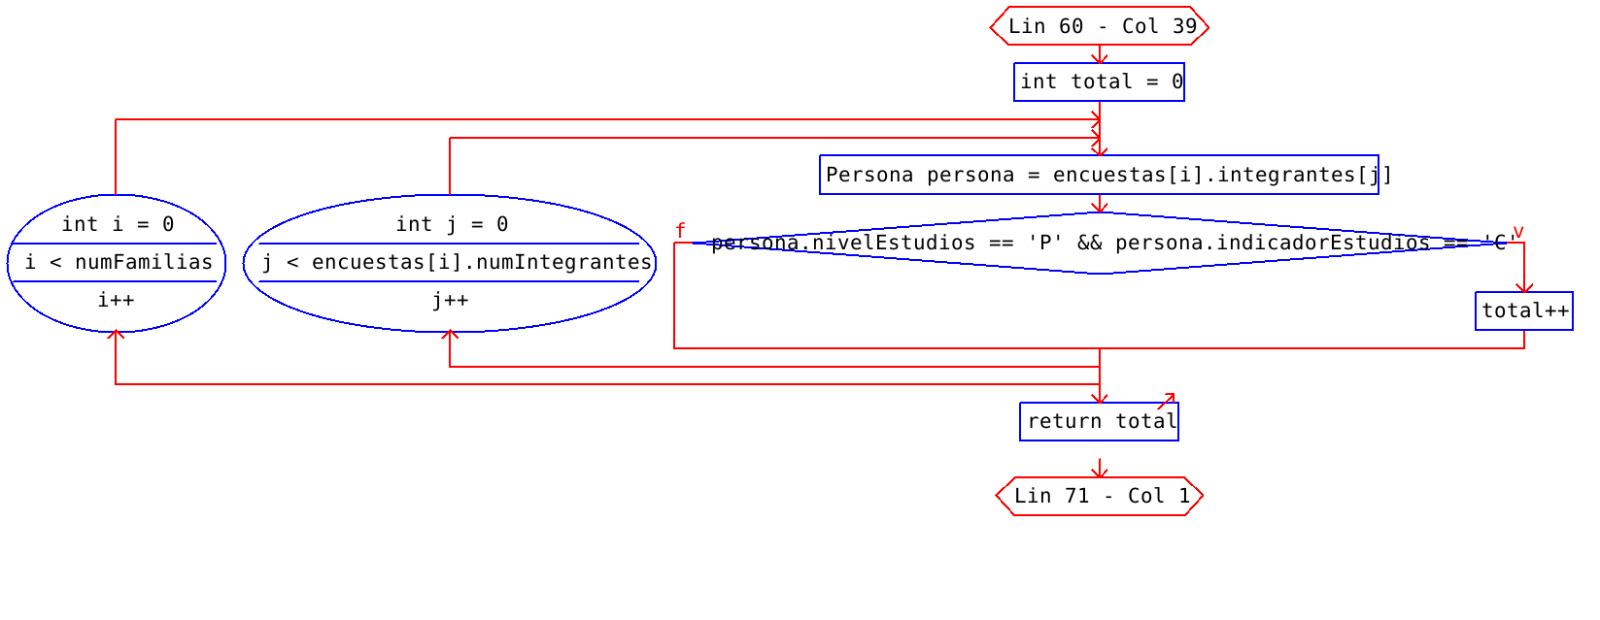 Lin 60 - Col 39
int total = 0
Persona persona = encuestas[i].integrantes[j]
int i = 0
i < numFamilias
i++
int j = 0
j < encuestas[i].numIntegrantes
j++
f
persona.nivelEstudios == 'P' && persona.indicadorEstudios == 'C'
v
total++
return total
Lin 71 - Col 1